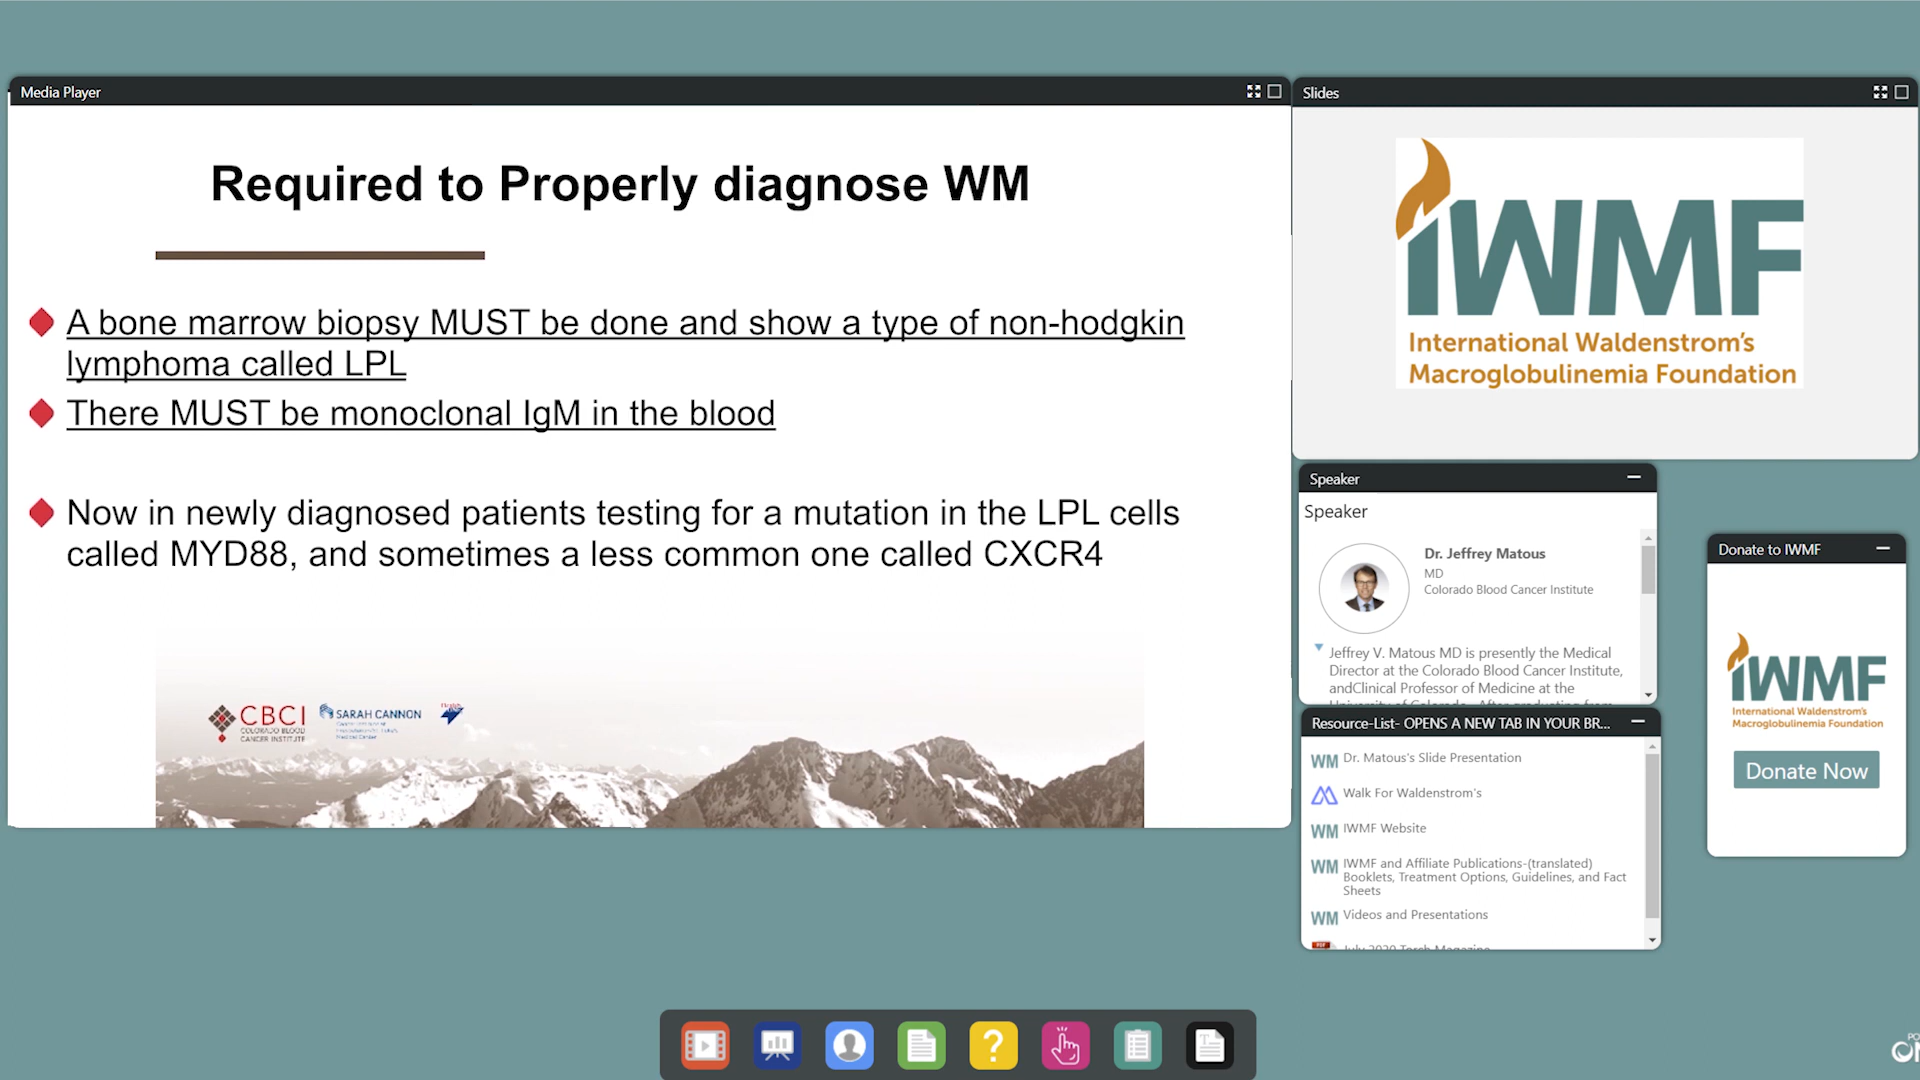 Media Player
Required to Properly diagnose WM
A bone marrow biopsy MUST be done and show a type of non-hodgkin
lymphoma called LPL
There MUST be monoclonal IgM in the blood
Now in newly diagnosed patients testing for a mutation in the LPL cells
called MYD88, and sometimes a less common one called CXCR4
CBCI
COLORADO BLOOD
CANCER INSTITUTE
SARAH CANNON
Slides
IWMF
International Waldenstrom's
Macroglobulinemia Foundation
Speaker
Speaker
Dr. Jeffrey Matous
MD
Colorado Blood Cancer Institute
Jeffrey V. Matous MD is presently the Medical
Director at the Colorado Blood Cancer Institute,
andClinical Professor of Medicine at the
Resource-List- OPENS A NEW TAB IN YOUR BR...
WM Dr. Matous's Slide Presentation
Walk For Waldenstrom's
WM IWMF Website
WM IWMF and Affiliate Publications-(translated)
Booklets, Treatment Options, Guidelines, and Fact
Sheets
WM Videos and Presentations
July 2020 Torch Magazine
Donate to IWMF
IWMF
International Waldenstrom's
Macroglobulinemia Foundation
Donate Now
?